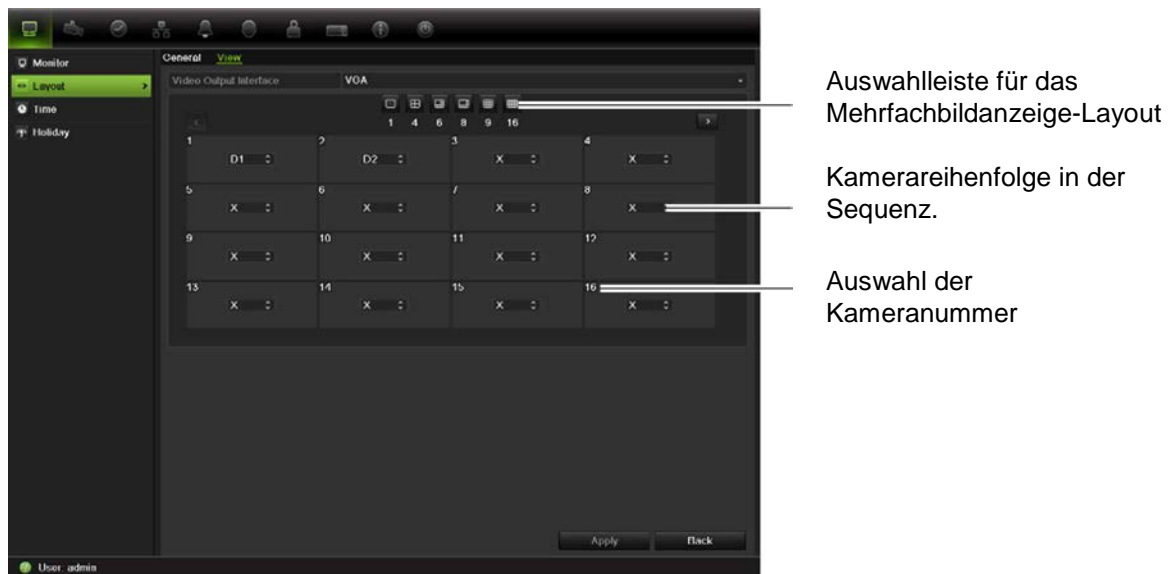 Monitor
Layout
Time
Holiday
General View
Video Output Interface VOA
1 4 6 8 9 16
1 2 3 4
D1 D2 X X
5 6 7 8
X X X X
9 10 11 12
X X X X
13 14 15 16
X X X X
Apply Back
User: admin
Auswahlleiste für das
Mehrfachbildanzeige-Layout
Kamerareihenfolge in der
Sequenz.
Auswahl der
Kameranummer